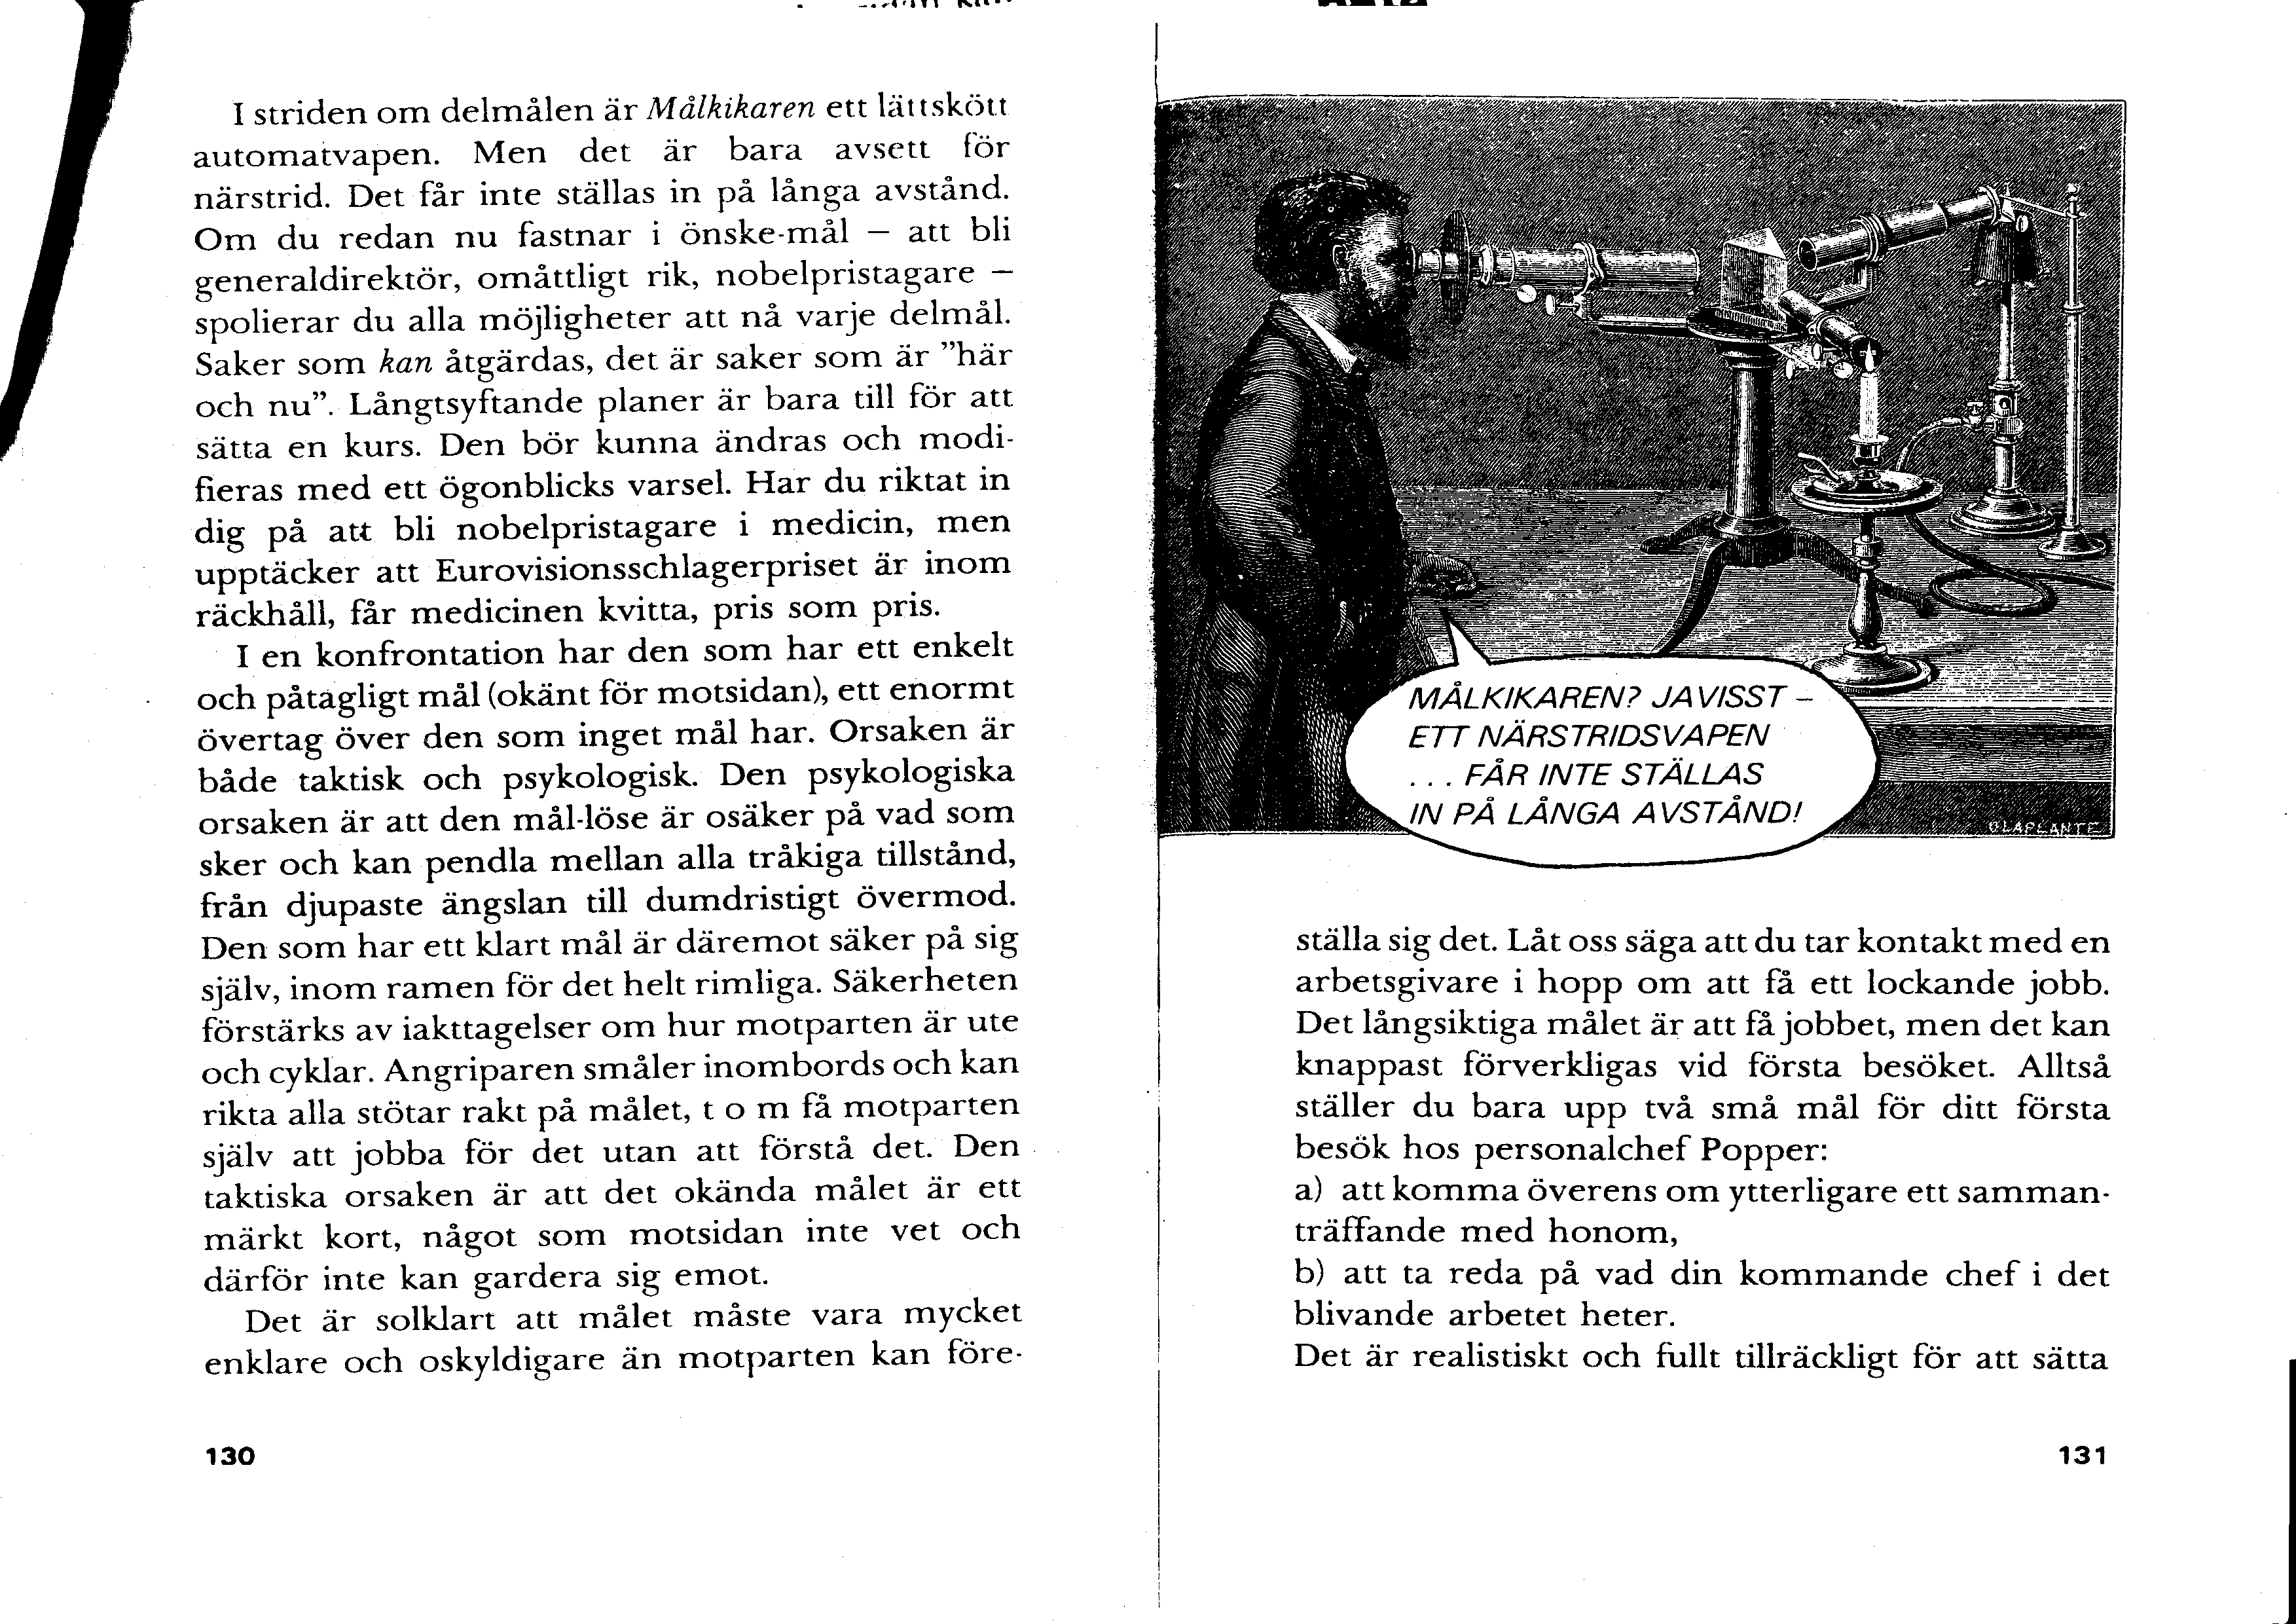 I striden om delmålen är Målkikaren ett lättskött
automatvapen. Men det är bara avsett för
närstrid. Det får inte ställas in på långa avstånd.
Om du redan nu fastnar i önske-mål – att bli
generaldirektör, omåttligt rik, nobelpristagare –
spolierar du alla möjligheter att nå varje delmål.
Saker som kan åtgärdas, det är saker som är ”här
och nu”. Långtsyftande planer är bara till för att
sätta en kurs. Den bör kunna ändras och modi-
fieras med ett ögonblicks varsel. Har du riktat in
dig på att bli nobelpristagare i medicin, men
upptäcker att Eurovisionsschlagerpriset är inom
räckhåll, får medicinen kvitta, pris som pris.
I en konfrontation har den som har ett enkelt
och påtagligt mål (okänt för motsidan), ett enormt
övertag över den som inget mål har. Orsaken är
både taktisk och psykologisk. Den psykologiska
orsaken är att den mål-löse är osäker på vad som
sker och kan pendla mellan alla tråkiga tillstånd,
från djupaste ängslan till dumdristigt övermod.
Den som har ett klart mål är däremot säker på sig
själv, inom ramen för det helt rimliga. Säkerheten
förstärks av iakttagelser om hur motparten är ute
och cyklar. Angriparen småler inombords och kan
rikta alla stötar rakt på målet, t o m få motparten
själv att jobba för det utan att förstå det. Den
taktiska orsaken är att det okända målet är ett
märkt kort, något som motsidan inte vet och
därför inte kan gardera sig emot.
Det är solklart att målet måste vara mycket
enklare och oskyldigare än motparten kan före-
130
MÅLKIKAREN? JAVISST –
ETT NÄRSTRIDSVAPEN
... FÅR INTE STÄLLAS
IN PÅ LÅNGA AVSTÅND!
LAPLANTE
ställa sig det. Låt oss säga att du tar kontakt med en
arbetsgivare i hopp om att få ett lockande jobb.
Det långsiktiga målet är att få jobbet, men det kan
knappast förverkligas vid första besöket. Alltså
ställer du bara upp två små mål för ditt första
besök hos personalchef Popper:
a) att komma överens om ytterligare ett samman-
träffande med honom,
b) att ta reda på vad din kommande chef i det
blivande arbetet heter.
Det är realistiskt och fullt tillräckligt för att sätta
131